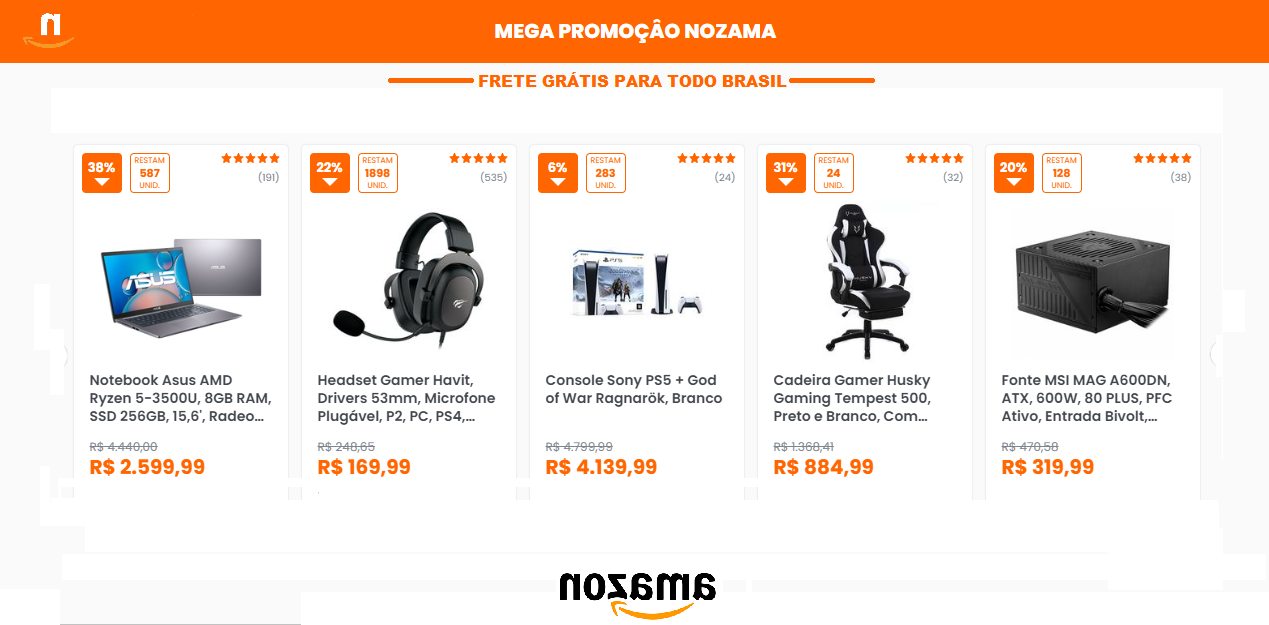 n
MEGA PROMOÇÂO NOZAMA
FRETE GRÁTIS PARA TODO BRASIL
38%
RESTAM
587
UNID.
(191)
ASUS
ASUS
Notebook Asus AMD
Ryzen 5-3500U, 8GB RAM,
SSD 256GB, 15,6', Radeo...
R$ 4.440,00
R$ 2.599,99
22%
RESTAM
1898
UNID.
(535)
Headset Gamer Havit,
Drivers 53mm, Microfone
Plugável, P2, PC, PS4,...
R$ 248,65
R$ 169,99
6%
RESTAM
283
UNID.
(24)
PS5
Console Sony PS5 + God
of War Ragnarök, Branco
R$ 4.799,99
R$ 4.139,99
31%
RESTAM
24
UNID.
(32)
Cadeira Gamer Husky
Gaming Tempest 500,
Preto e Branco, Com...
R$ 1.368,41
R$ 884,99
20%
RESTAM
128
UNID.
(38)
Fonte MSI MAG A600DN,
ATX, 600W, 80 PLUS, PFC
Ativo, Entrada Bivolt,...
R$ 470,58
R$ 319,99
amazon